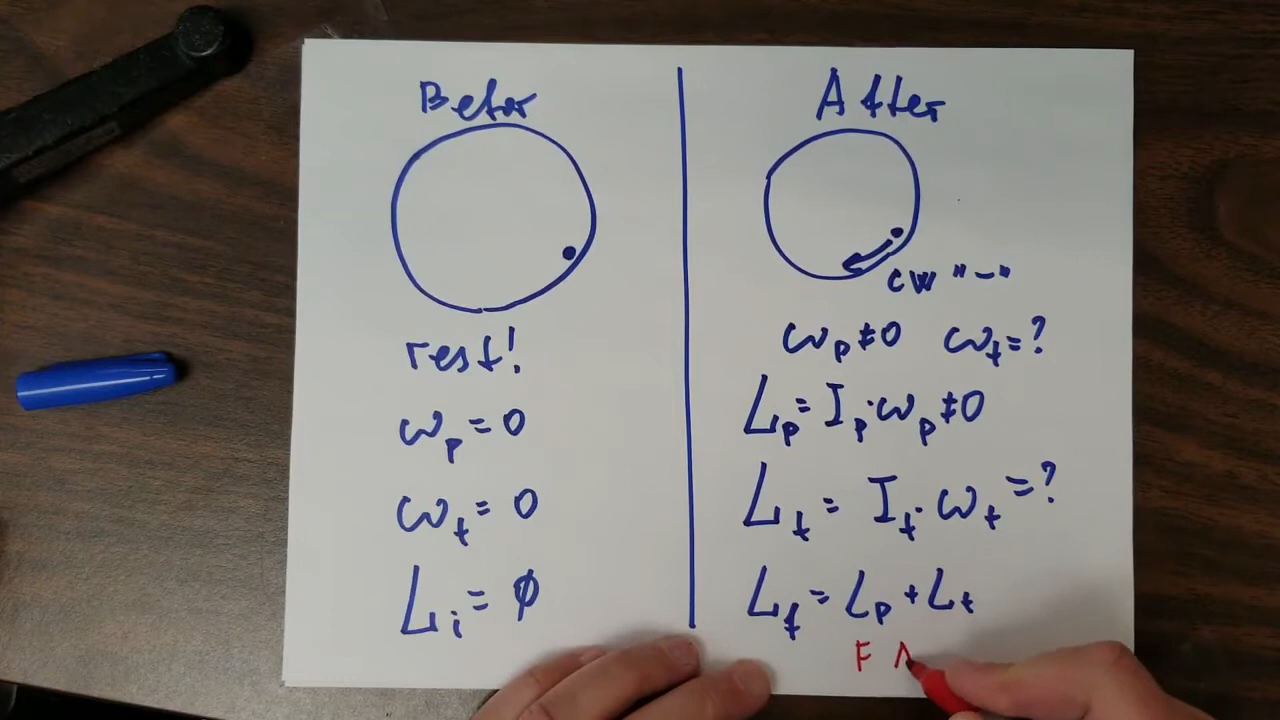 Befor
rest!
ωp = 0
ωt = 0
Li = ∅
After
cw "-"
ωp ≠ 0 ωt = ?
Lp = Ip · ωp ≠ 0
Lt = It · ωt = ?
Lf = Lp + Lt
F